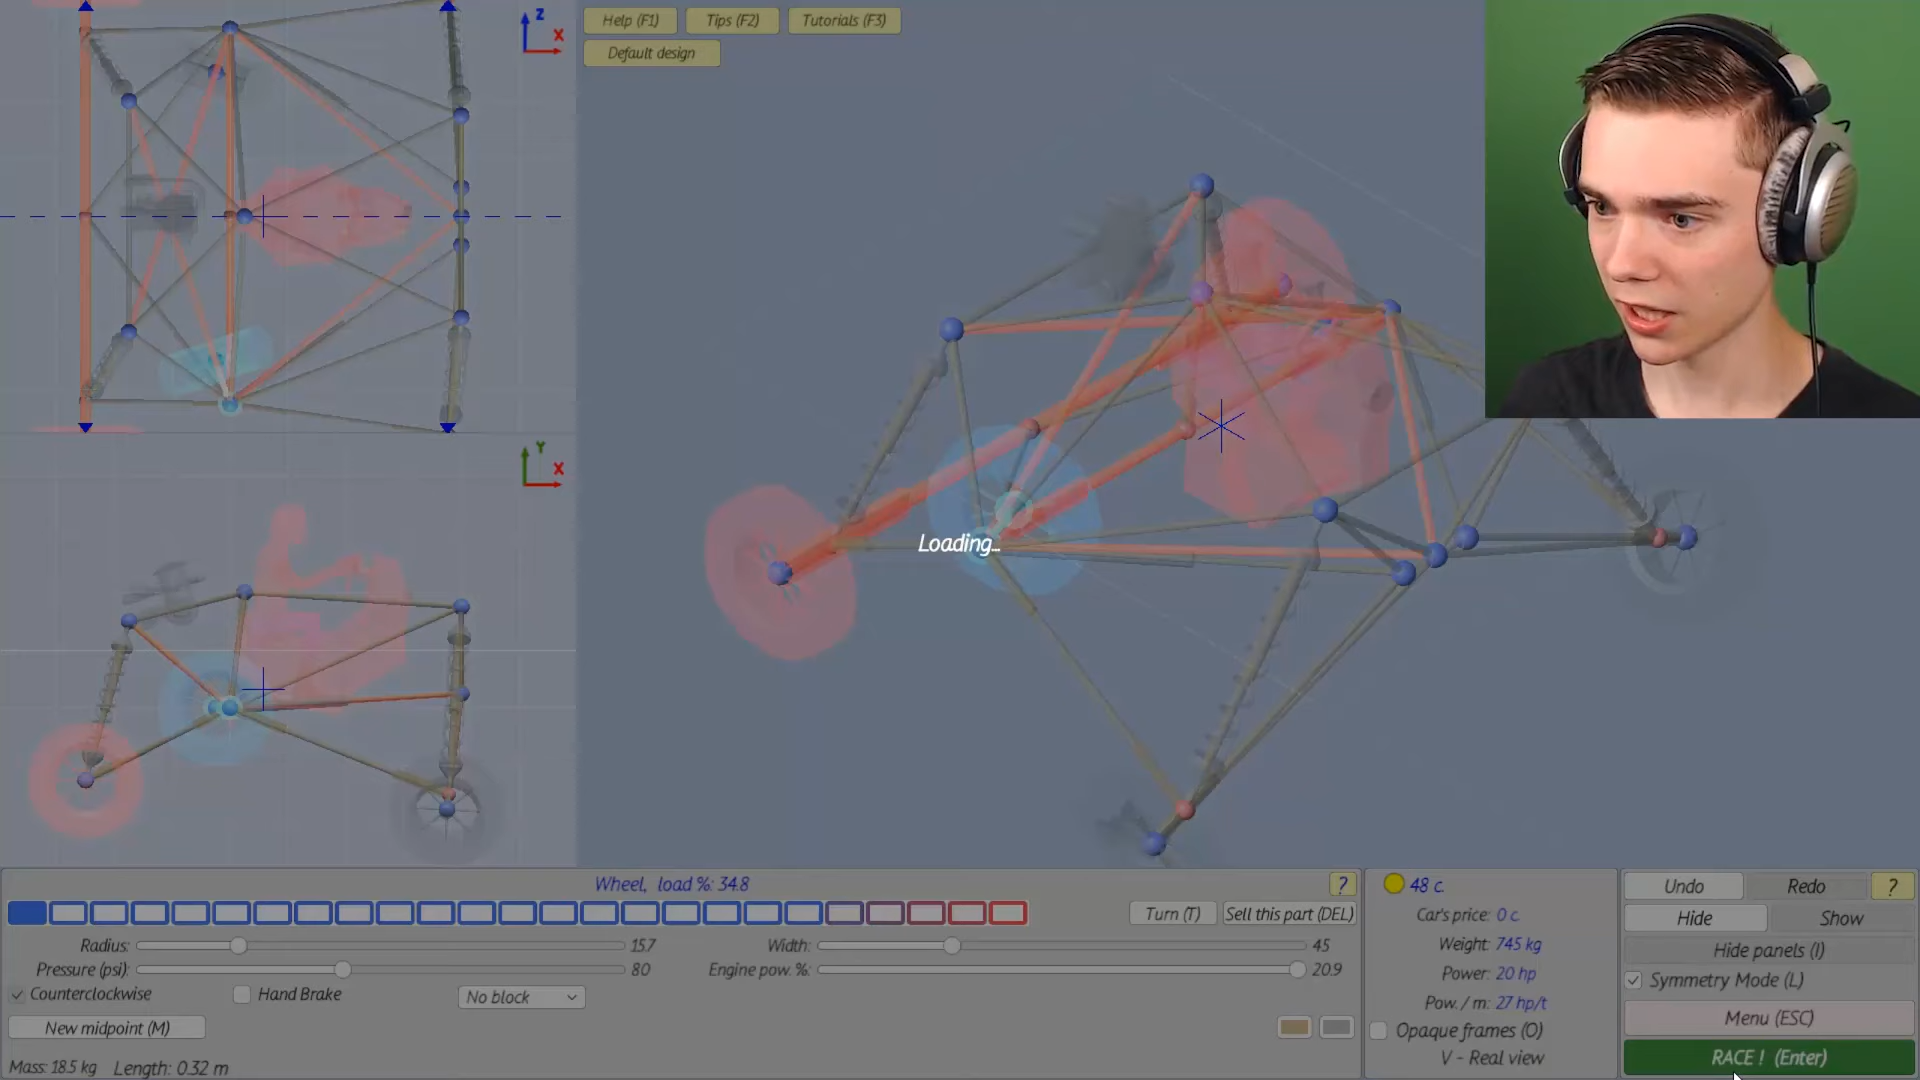 Help (F1)
Tips (F2)
Tutorials (F3)
Default design
Z
X
Y
X
Loading...
Wheel, load %: 34.8
?
Turn (T)
Sell this part (DEL)
Radius:
15.7
Width:
45
Pressure (psi):
80
Engine pow. %:
20.9
Counterclockwise
Hand Brake
No block
New midpoint (M)
Mass: 18.5 kg
Length: 0.32 m
48 c.
Car's price: 0 c.
Weight: 745 kg
Power: 20 hp
Pow. / m: 27 hp/t
Opaque frames (O)
V - Real view
Undo
Redo
?
Hide
Show
Hide panels (I)
Symmetry Mode (L)
Menu (ESC)
RACE ! (Enter)